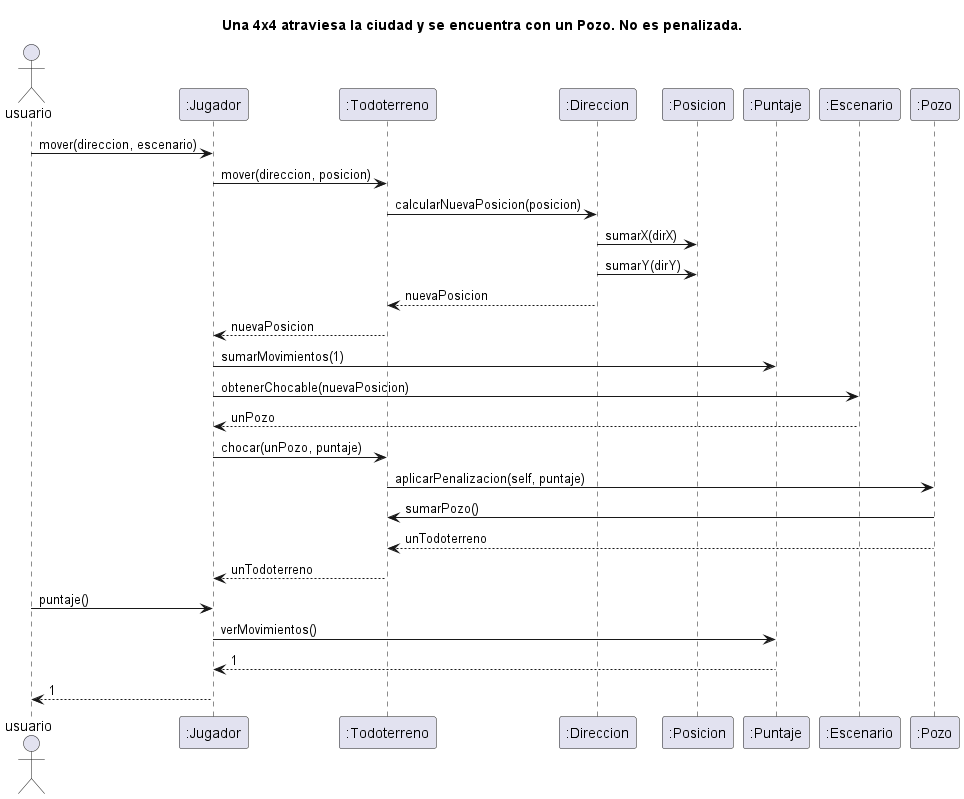 Una 4x4 atraviesa la ciudad y se encuentra con un Pozo. No es penalizada.
usuario
:Jugador
:Todoterreno
:Direccion
:Posicion
:Puntaje
:Escenario
:Pozo
mover(direccion, escenario)
mover(direccion, posicion)
calcularNuevaPosicion(posicion)
sumarX(dirX)
sumarY(dirY)
nuevaPosicion
nuevaPosicion
sumarMovimientos(1)
obtenerChocable(nuevaPosicion)
unPozo
chocar(unPozo, puntaje)
aplicarPenalizacion(self, puntaje)
sumarPozo()
unTodoterreno
unTodoterreno
puntaje()
verMovimientos()
1
1
usuario
:Jugador
:Todoterreno
:Direccion
:Posicion
:Puntaje
:Escenario
:Pozo